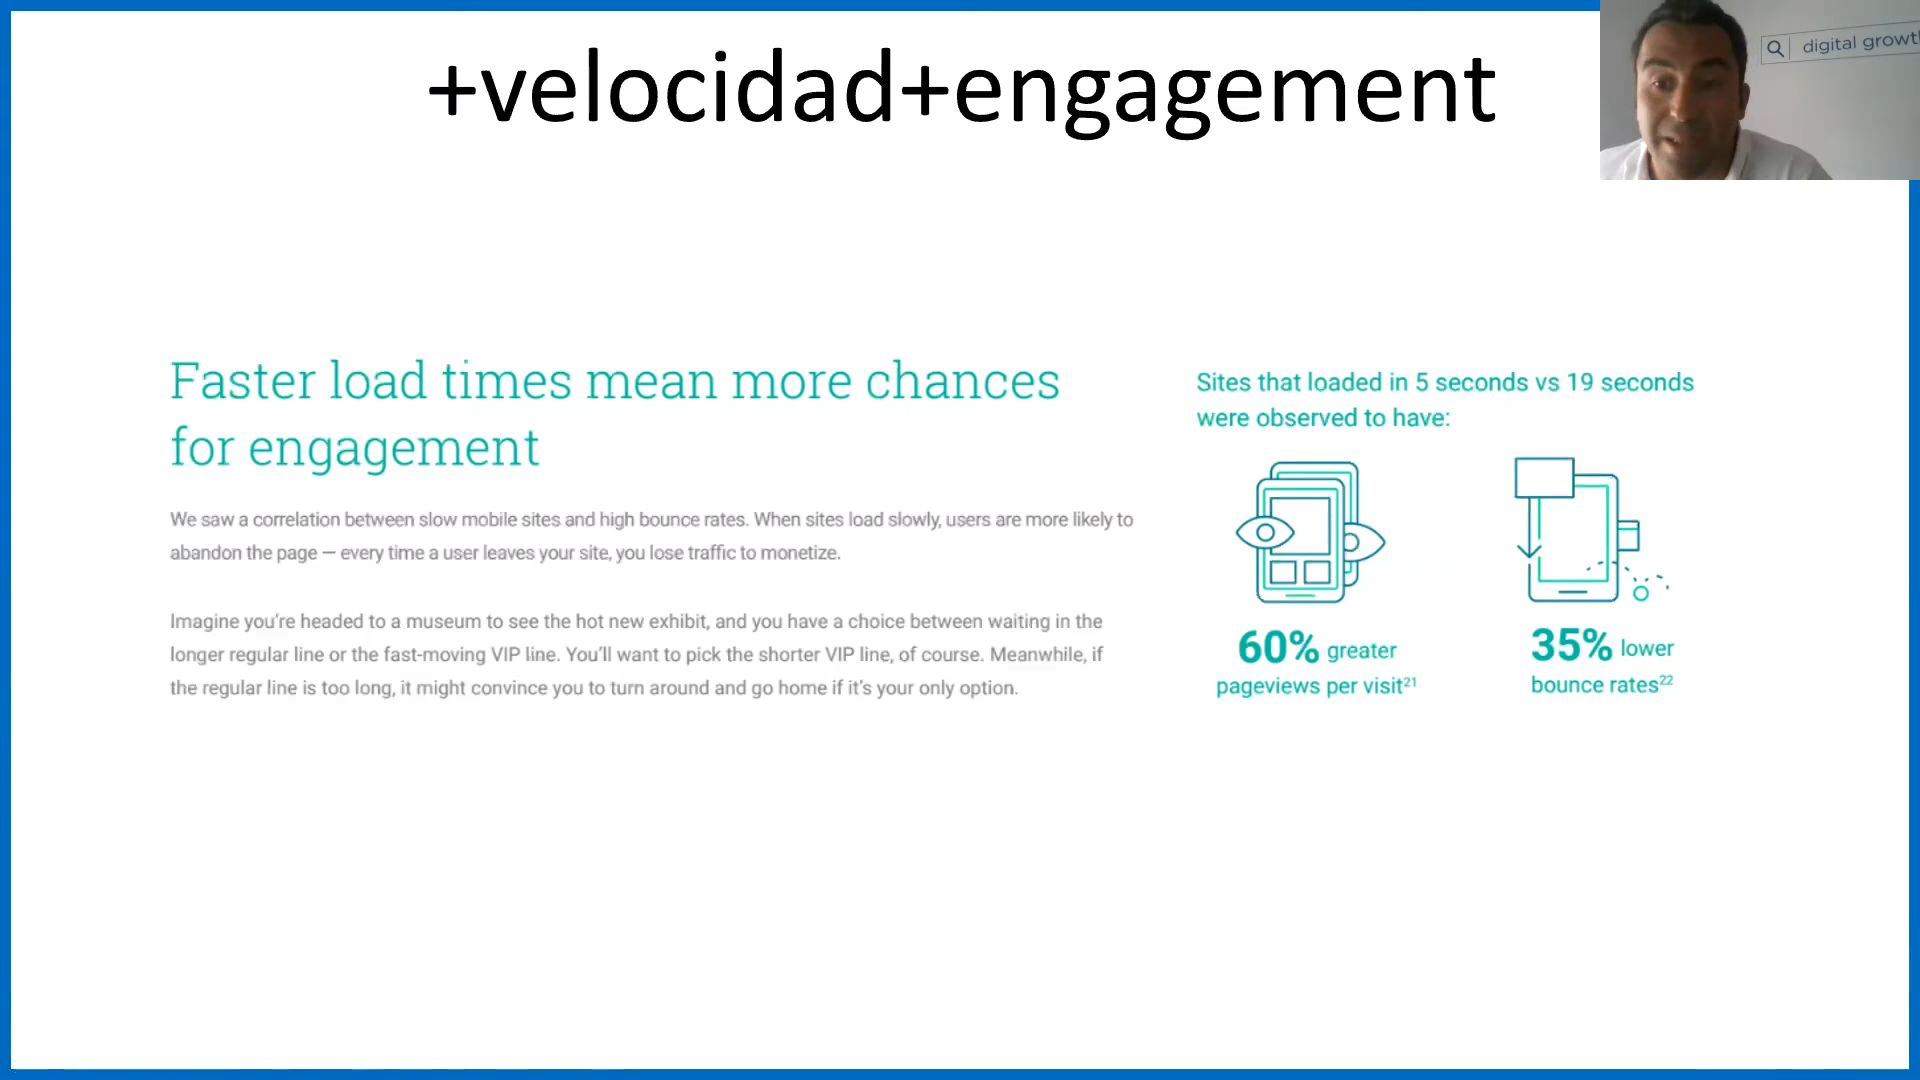 +velocidad+engagement
digital growt
Faster load times mean more chances
for engagement
We saw a correlation between slow mobile sites and high bounce rates. When sites load slowly, users are more likely to
abandon the page — every time a user leaves your site, you lose traffic to monetize.
Imagine you’re headed to a museum to see the hot new exhibit, and you have a choice between waiting in the
longer regular line or the fast-moving VIP line. You’ll want to pick the shorter VIP line, of course. Meanwhile, if
the regular line is too long, it might convince you to turn around and go home if it’s your only option.
Sites that loaded in 5 seconds vs 19 seconds
were observed to have:
60% greater
pageviews per visit21
35% lower
bounce rates22